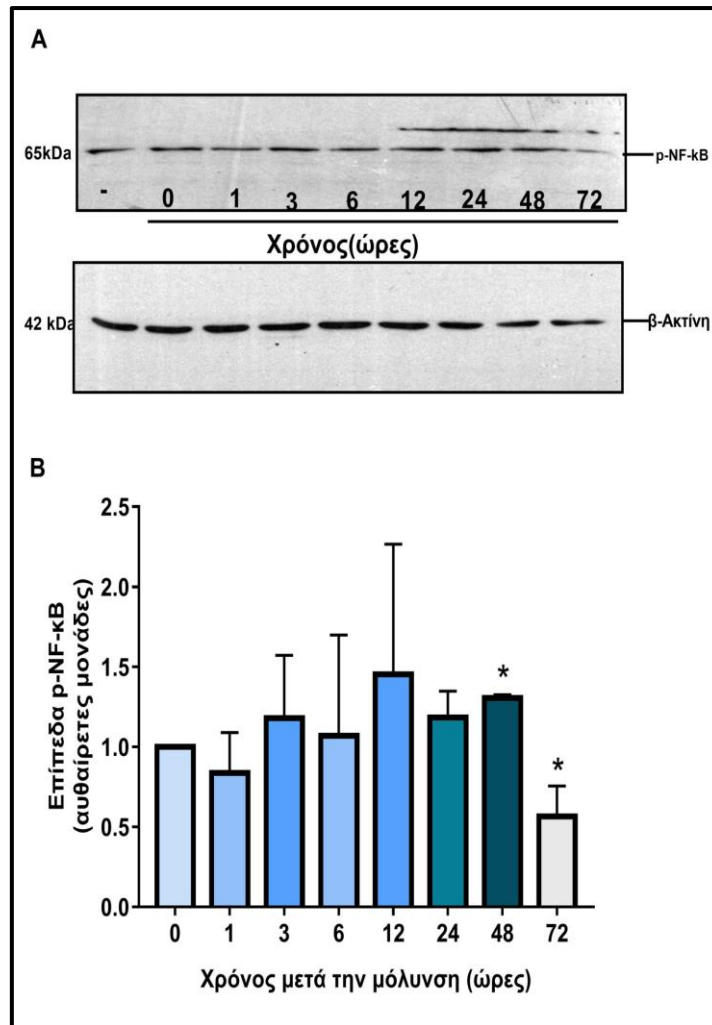 A
65kDa
p-NF-kB
- 0 1 3 6 12 24 48 72
Χρόνος(ώρες)
42 kDa
β-Ακτίνη
B
Επίπεδα p-NF-κB
(αυθαίρετες μονάδες)
2.5
2.0
1.5
1.0
0.5
0.0
*
*
0 1 3 6 12 24 48 72
Χρόνος μετά την μόλυνση (ώρες)